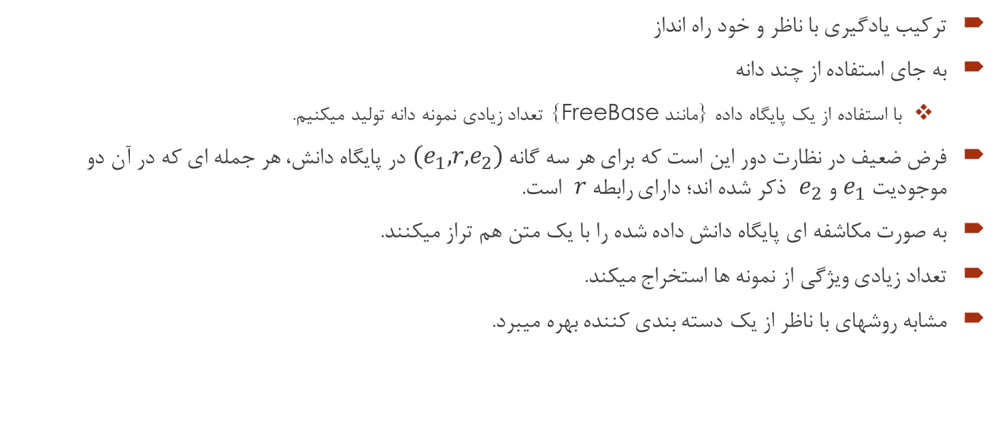 ترکیب یادگیری با ناظر و خود راه انداز
به جای استفاده از چند دانه
با استفاده از یک پایگاه داده {مانند FreeBase} تعداد زیادی نمونه دانه تولید میکنیم.
فرض ضعیف در نظارت دور این است که برای هر سه گانه (e₁,r,e₂) در پایگاه دانش، هر جمله ای که در آن دو
موجودیت e₁ و e₂ ذکر شده اند؛ دارای رابطه r است.
به صورت مکاشفه ای پایگاه دانش داده شده را با یک متن هم تراز میکنند.
تعداد زیادی ویژگی از نمونه ها استخراج میکند.
مشابه روشهای با ناظر از یک دسته بندی کننده بهره میبرد.